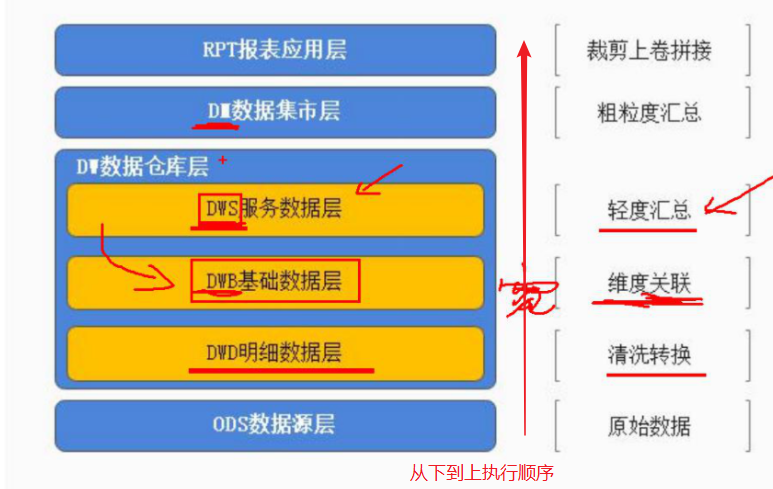 RPT报表应用层
裁剪上卷拼接
DM数据集市层
粗粒度汇总
DW数据仓库层
DWS服务数据层
轻度汇总
DWB基础数据层
宽
维度关联
DWD明细数据层
清洗转换
ODS数据源层
原始数据
从下到上执行顺序